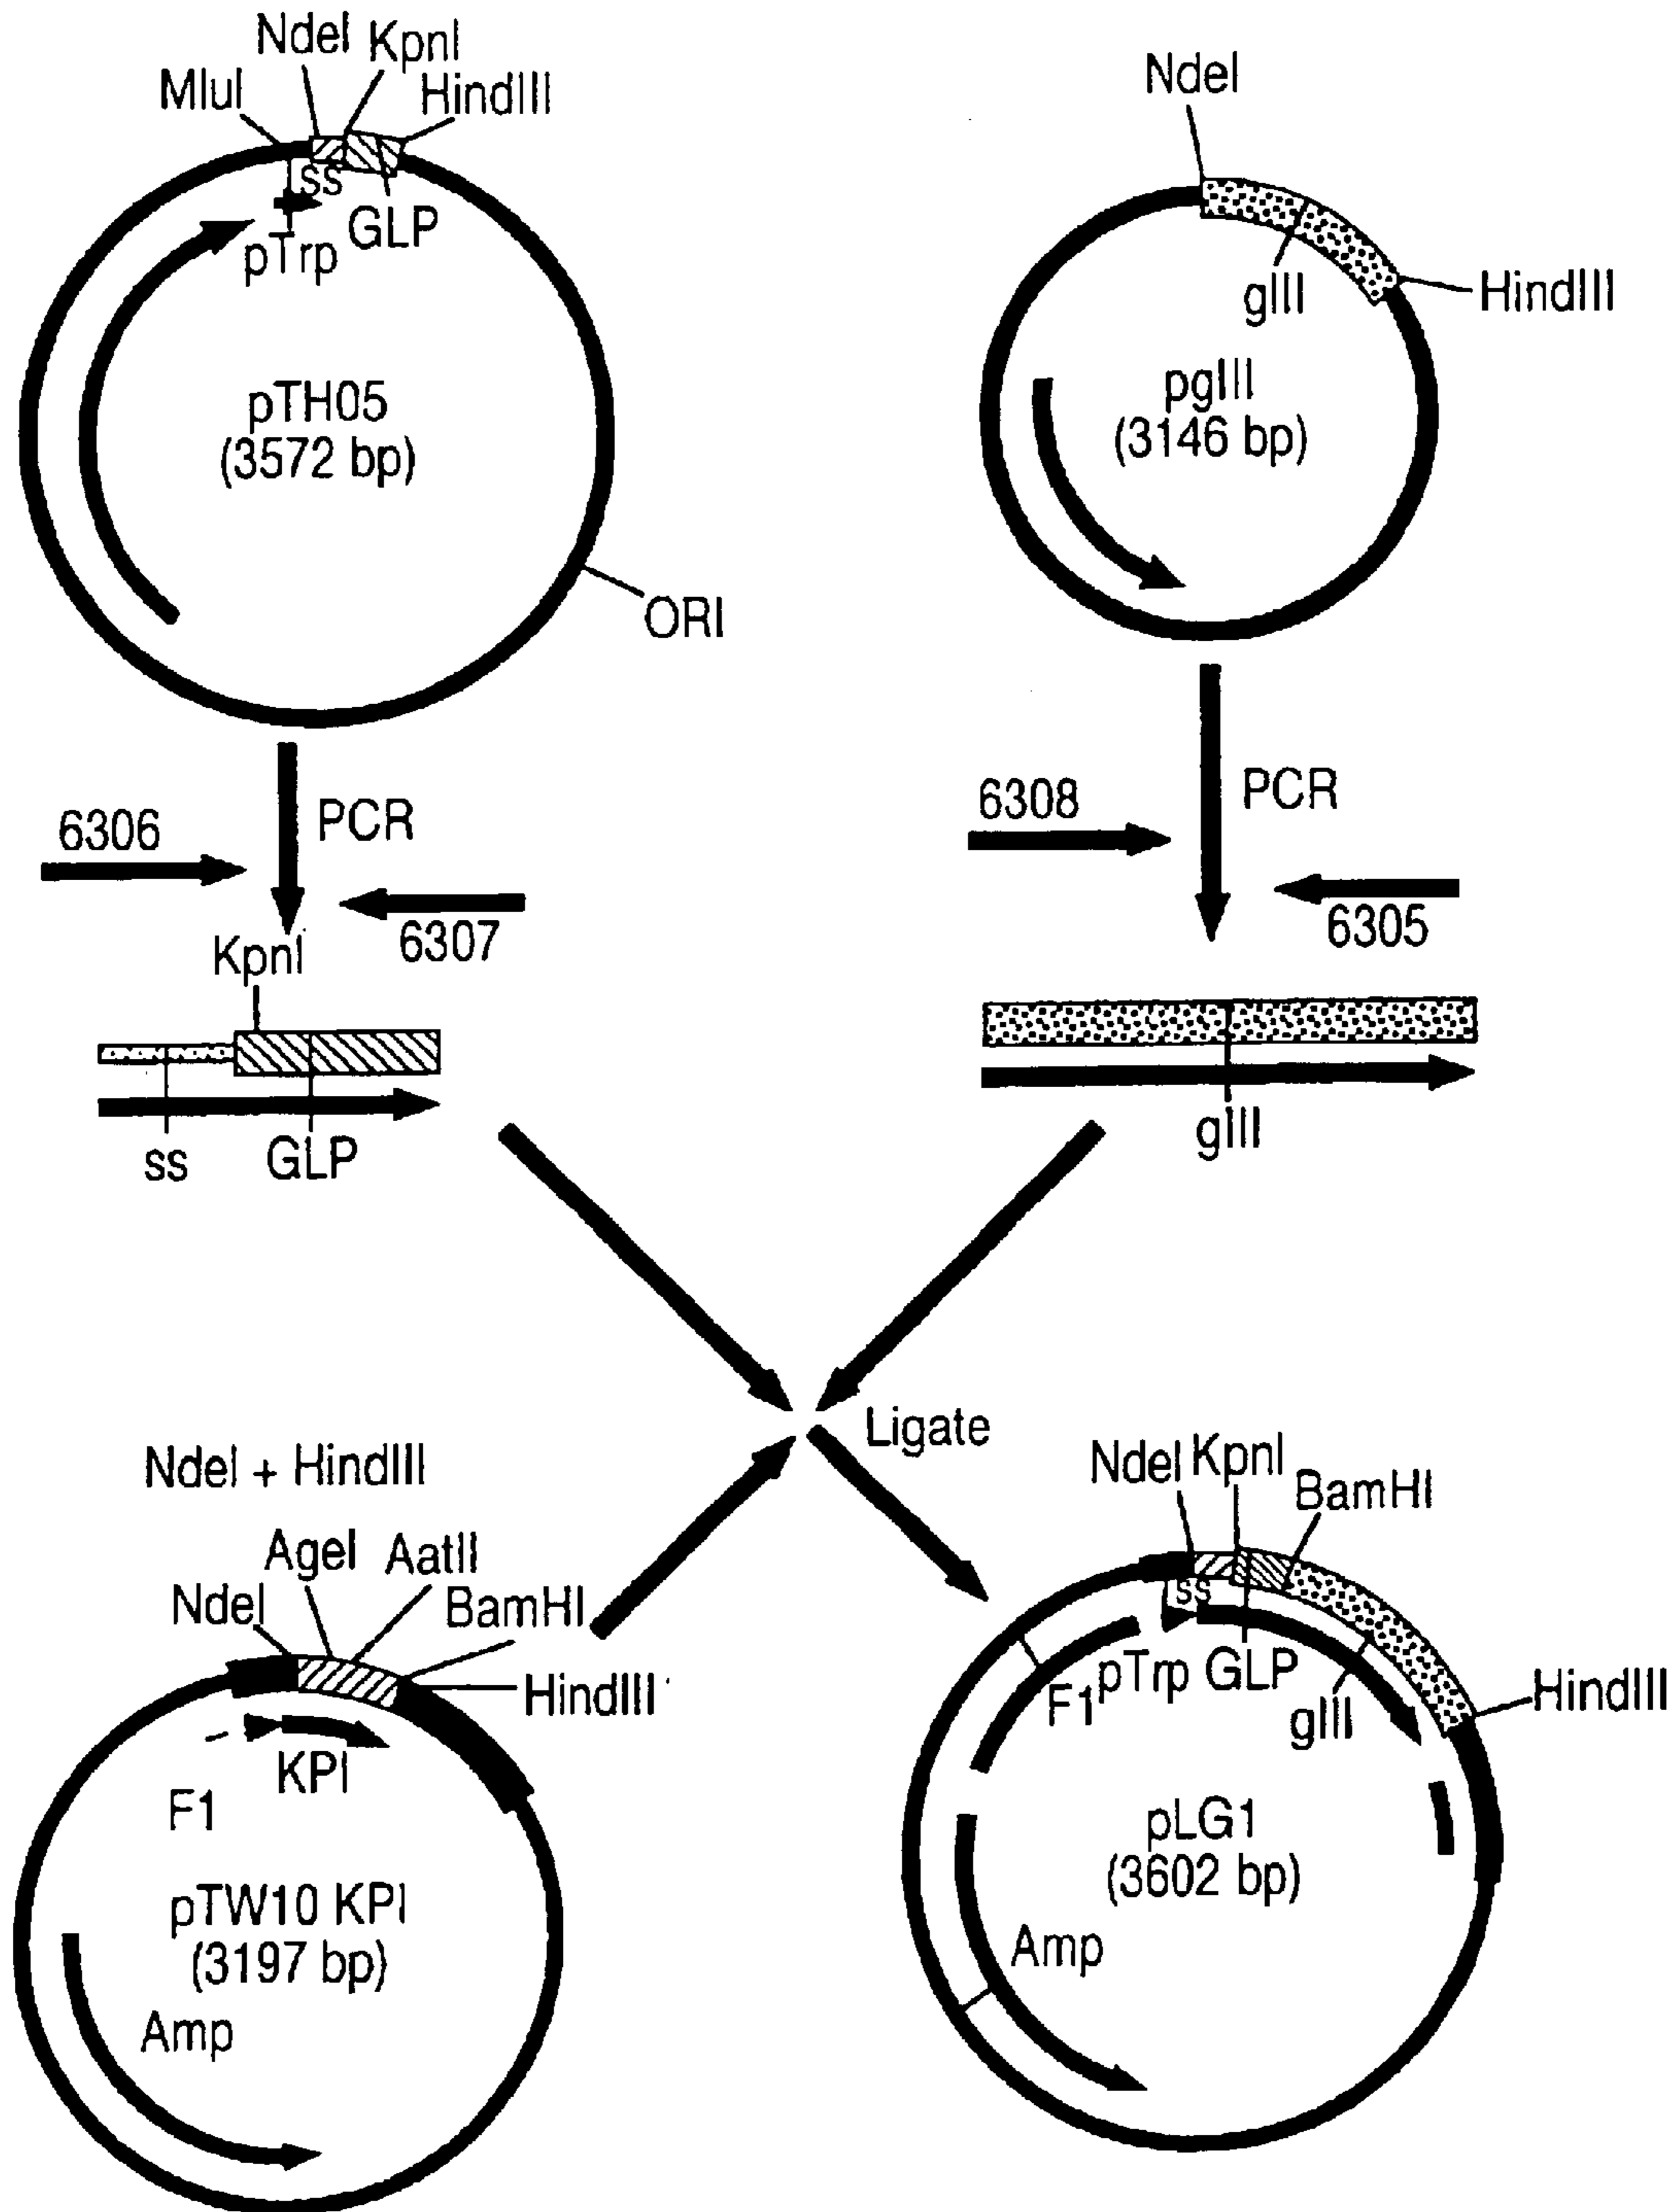 NdeI KpnI
MluI HindIII
ss
pTrp GLP
pTH05
(3572 bp)
ORI
NdeI
gIII HindIII
pgIII
(3146 bp)
6306 PCR
6307
KpnI
ss GLP
6308 PCR
6305
gIII
Ligate
NdeI + HindIII
AgeI AatII
NdeI BamHI
HindIII
KPI
F1
pTW10 KPI
(3197 bp)
Amp
NdeI KpnI
BamHI
ss
F1 pTrp GLP
gIII HindIII
pLG1
(3602 bp)
Amp